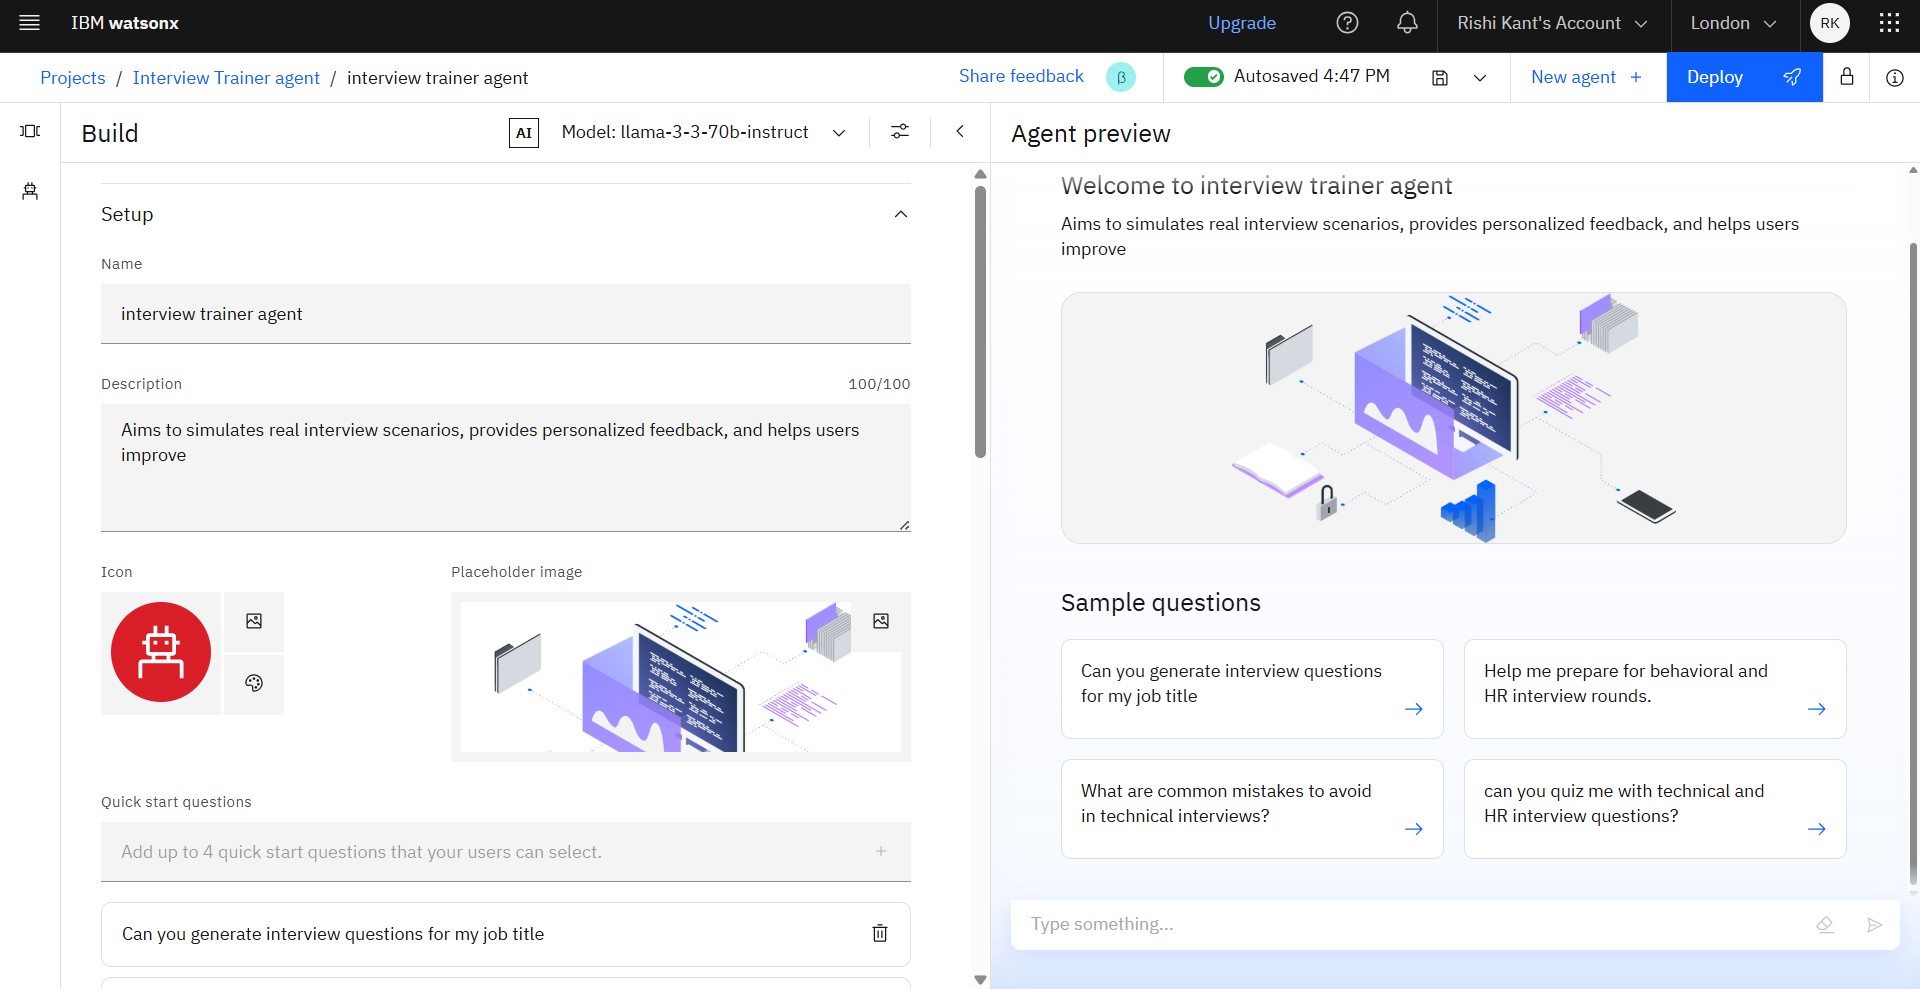 IBM watsonx
Upgrade
Rishi Kant's Account
London
RK
Projects / Interview Trainer agent / interview trainer agent
Share feedback
β
Autosaved 4:47 PM
New agent +
Deploy
Build
AI
Model: llama-3-3-70b-instruct
Setup
Name
interview trainer agent
Description
100/100
Aims to simulates real interview scenarios, provides personalized feedback, and helps users
improve
Icon
Placeholder image
Quick start questions
Add up to 4 quick start questions that your users can select.
Can you generate interview questions for my job title
Agent preview
Welcome to interview trainer agent
Aims to simulates real interview scenarios, provides personalized feedback, and helps users
improve
Sample questions
Can you generate interview questions
for my job title
Help me prepare for behavioral and
HR interview rounds.
What are common mistakes to avoid
in technical interviews?
can you quiz me with technical and
HR interview questions?
Type something...